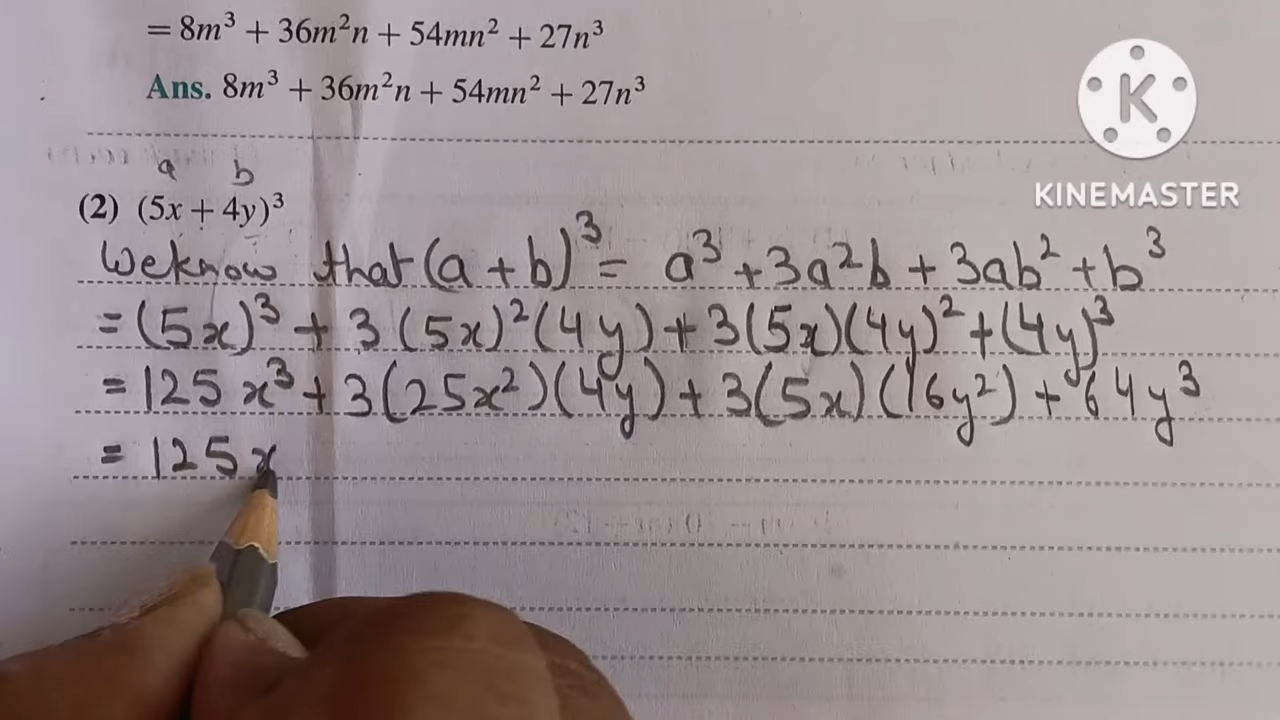 = 8m³ + 36m²n + 54mn² + 27n³
Ans. 8m³ + 36m²n + 54mn² + 27n³
K
KINEMASTER
a b
(2) (5x + 4y)³
We know that (a + b)³ = a³ + 3a²b + 3ab² + b³
= (5x)³ + 3(5x)²(4y) + 3(5x)(4y)² + (4y)³
= 125x³ + 3(25x²)(4y) + 3(5x)(16y²) + 64y³
= 125x